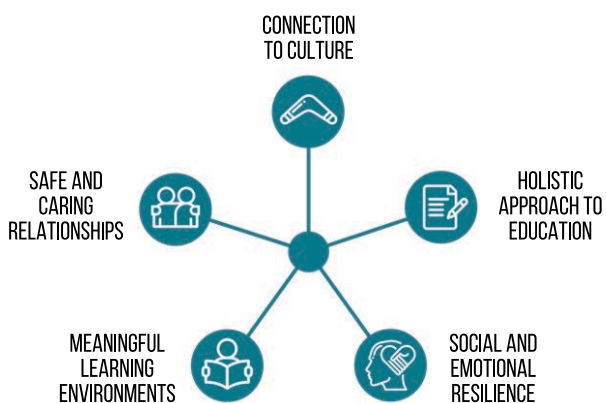 CONNECTION
TO CULTURE
SAFE AND
CARING
RELATIONSHIPS
HOLISTIC
APPROACH TO
EDUCATION
MEANINGFUL
LEARNING
ENVIRONMENTS
SOCIAL AND
EMOTIONAL
RESILIENCE